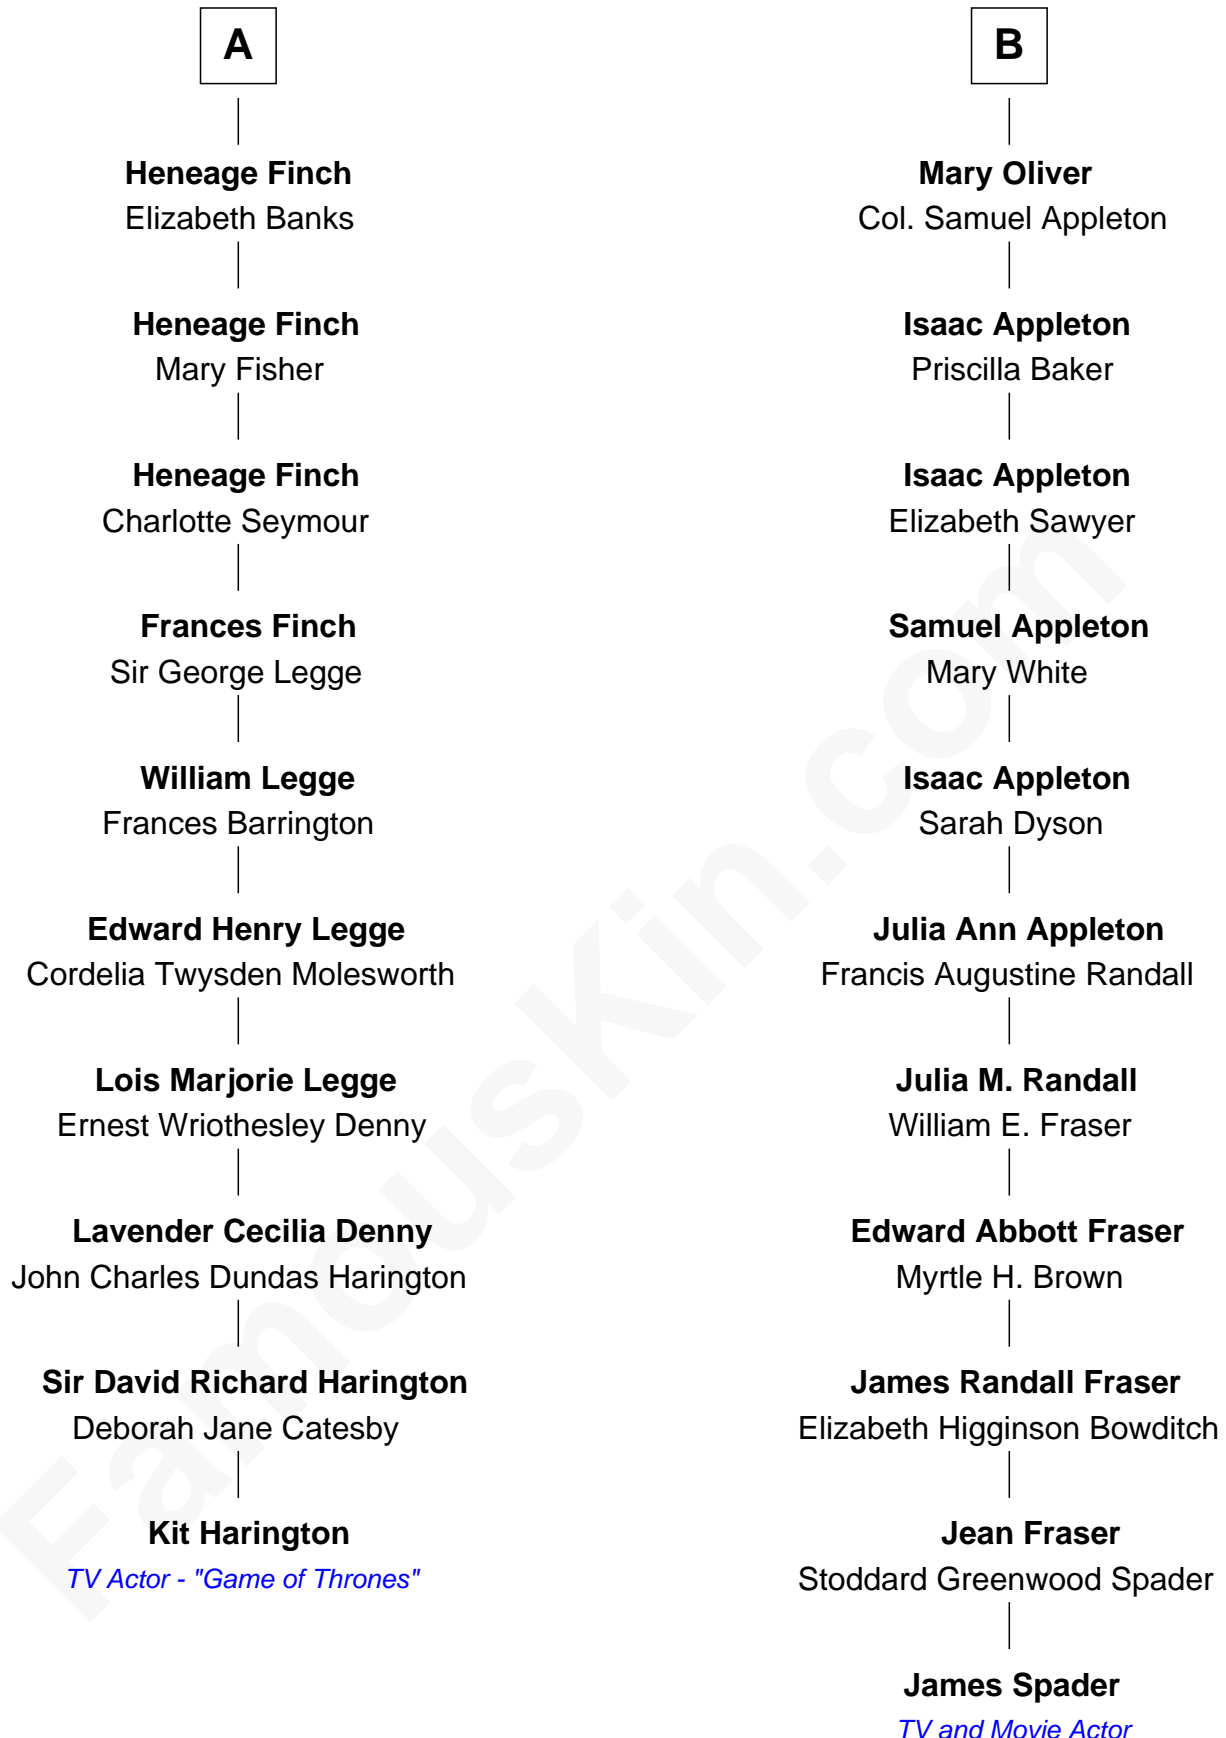 A
Heneage Finch
Elizabeth Banks
Heneage Finch
Mary Fisher
Heneage Finch
Charlotte Seymour
Frances Finch
Sir George Legge
William Legge
Frances Barrington
Edward Henry Legge
Cordelia Twysden Molesworth
Lois Marjorie Legge
Ernest Wriothesley Denny
Lavender Cecilia Denny
John Charles Dundas Harington
Sir David Richard Harington
Deborah Jane Catesby
Kit Harington
TV Actor - "Game of Thrones"
B
Mary Oliver
Col. Samuel Appleton
Isaac Appleton
Priscilla Baker
Isaac Appleton
Elizabeth Sawyer
Samuel Appleton
Mary White
Isaac Appleton
Sarah Dyson
Julia Ann Appleton
Francis Augustine Randall
Julia M. Randall
William E. Fraser
Edward Abbott Fraser
Myrtle H. Brown
James Randall Fraser
Elizabeth Higginson Bowditch
Jean Fraser
Stoddard Greenwood Spader
James Spader
TV and Movie Actor
FamousKin.com